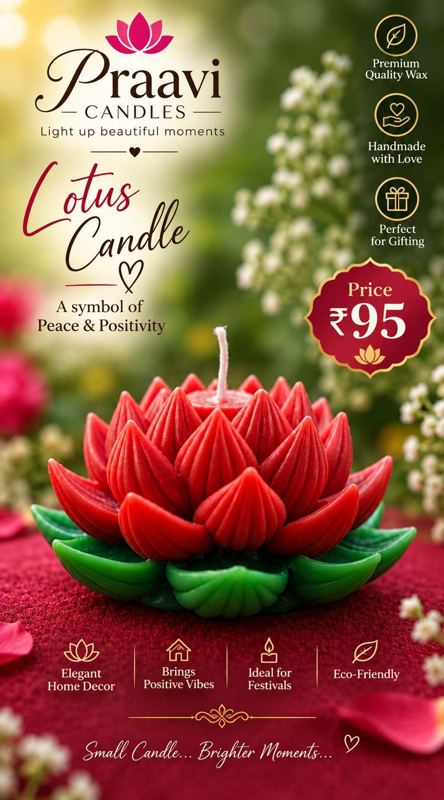 Praavi
CANDLES
Light up beautiful moments
Lotus
Candle
A symbol of
Peace & Positivity
Premium
Quality Wax
Handmade
with Love
Perfect
for Gifting
Price
₹95
Elegant
Home Decor
Brings
Positive Vibes
Ideal for
Festivals
Eco-Friendly
Small Candle... Brighter Moments...